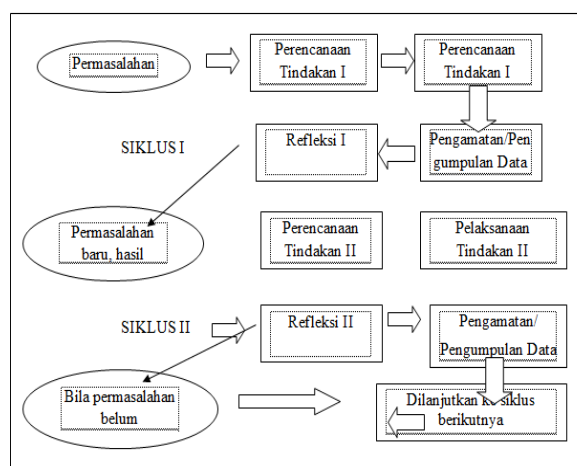 Permasalahan
Perencanaan
Tindakan I
Perencanaan
Tindakan I
SIKLUS I
Refleksi I
Pengamatan/Pen
gumpulan Data
Permasalahan
baru, hasil
Perencanaan
Tindakan II
Pelaksanaan
Tindakan II
SIKLUS II
Refleksi II
Pengamatan/
Pengumpulan Data
Bila permasalahan
belum
Dilanjutkan ke siklus
berikutnya